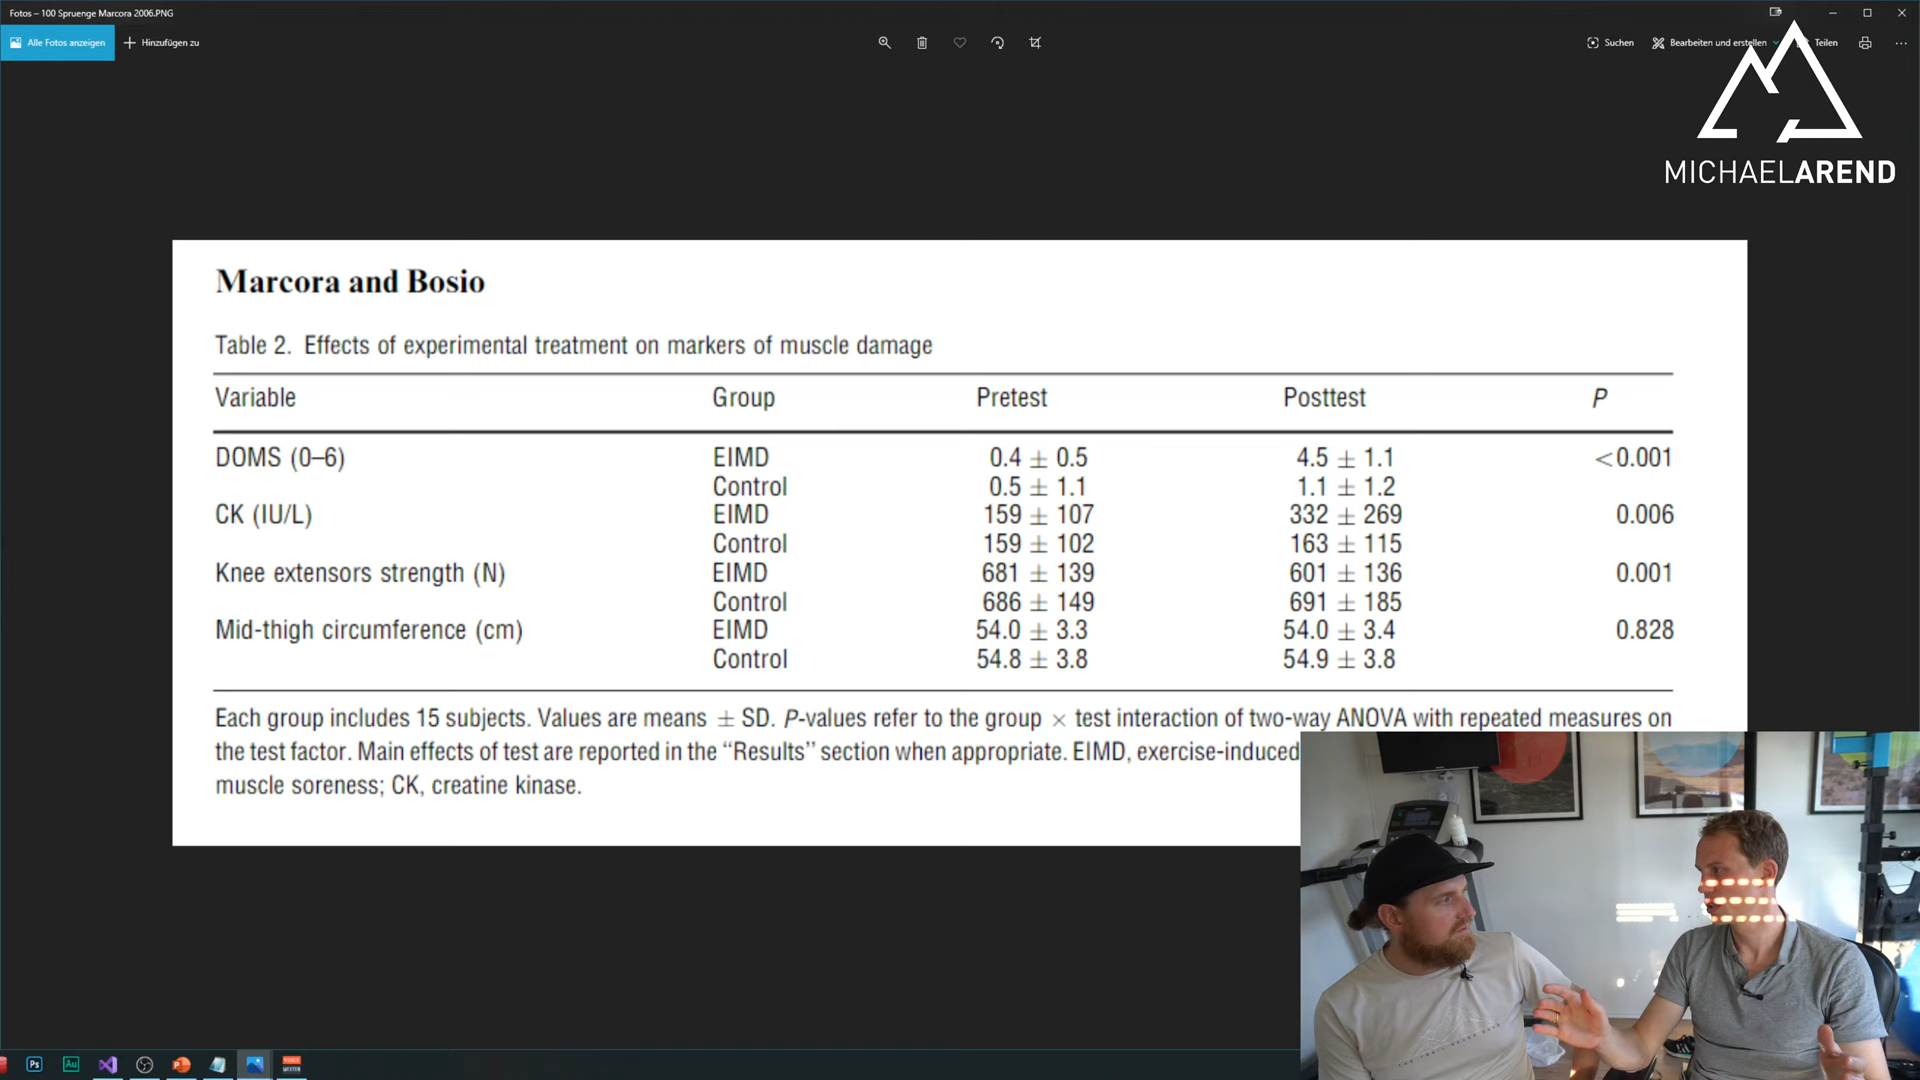 Fotos – 100 Spruenge Marcora 2006.PNG
Alle Fotos anzeigen
Hinzufügen zu
Suchen
Bearbeiten und erstellen
Teilen
MICHAELAREND
Marcora and Bosio
Table 2. Effects of experimental treatment on markers of muscle damage
Variable Group Pretest Posttest P
DOMS (0–6) EIMD 0.4 ± 0.5 4.5 ± 1.1 <0.001
Control 0.5 ± 1.1 1.1 ± 1.2
CK (IU/L) EIMD 159 ± 107 332 ± 269 0.006
Control 159 ± 102 163 ± 115
Knee extensors strength (N) EIMD 681 ± 139 601 ± 136 0.001
Control 686 ± 149 691 ± 185
Mid-thigh circumference (cm) EIMD 54.0 ± 3.3 54.0 ± 3.4 0.828
Control 54.8 ± 3.8 54.9 ± 3.8
Each group includes 15 subjects. Values are means ± SD. P-values refer to the group × test interaction of two-way ANOVA with repeated measures on
the test factor. Main effects of test are reported in the “Results” section when appropriate. EIMD, exercise-induced
muscle soreness; CK, creatine kinase.
Ps
Au
P